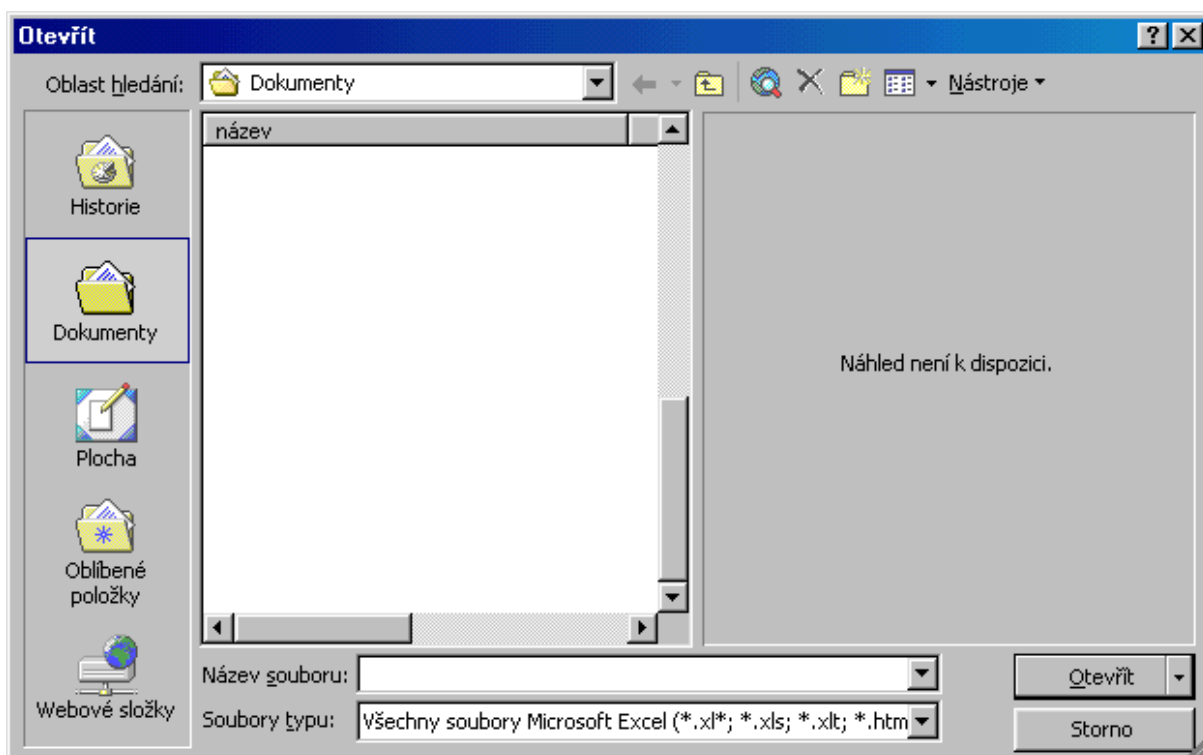 Otevřít
Oblast hledání: Dokumenty Nástroje
název
Historie
Dokumenty
Plocha
Oblíbené
položky
Webové složky
Náhled není k dispozici.
Název souboru:
Otevřít
Soubory typu: Všechny soubory Microsoft Excel (*.xl*; *.xls; *.xlt; *.htm
Storno